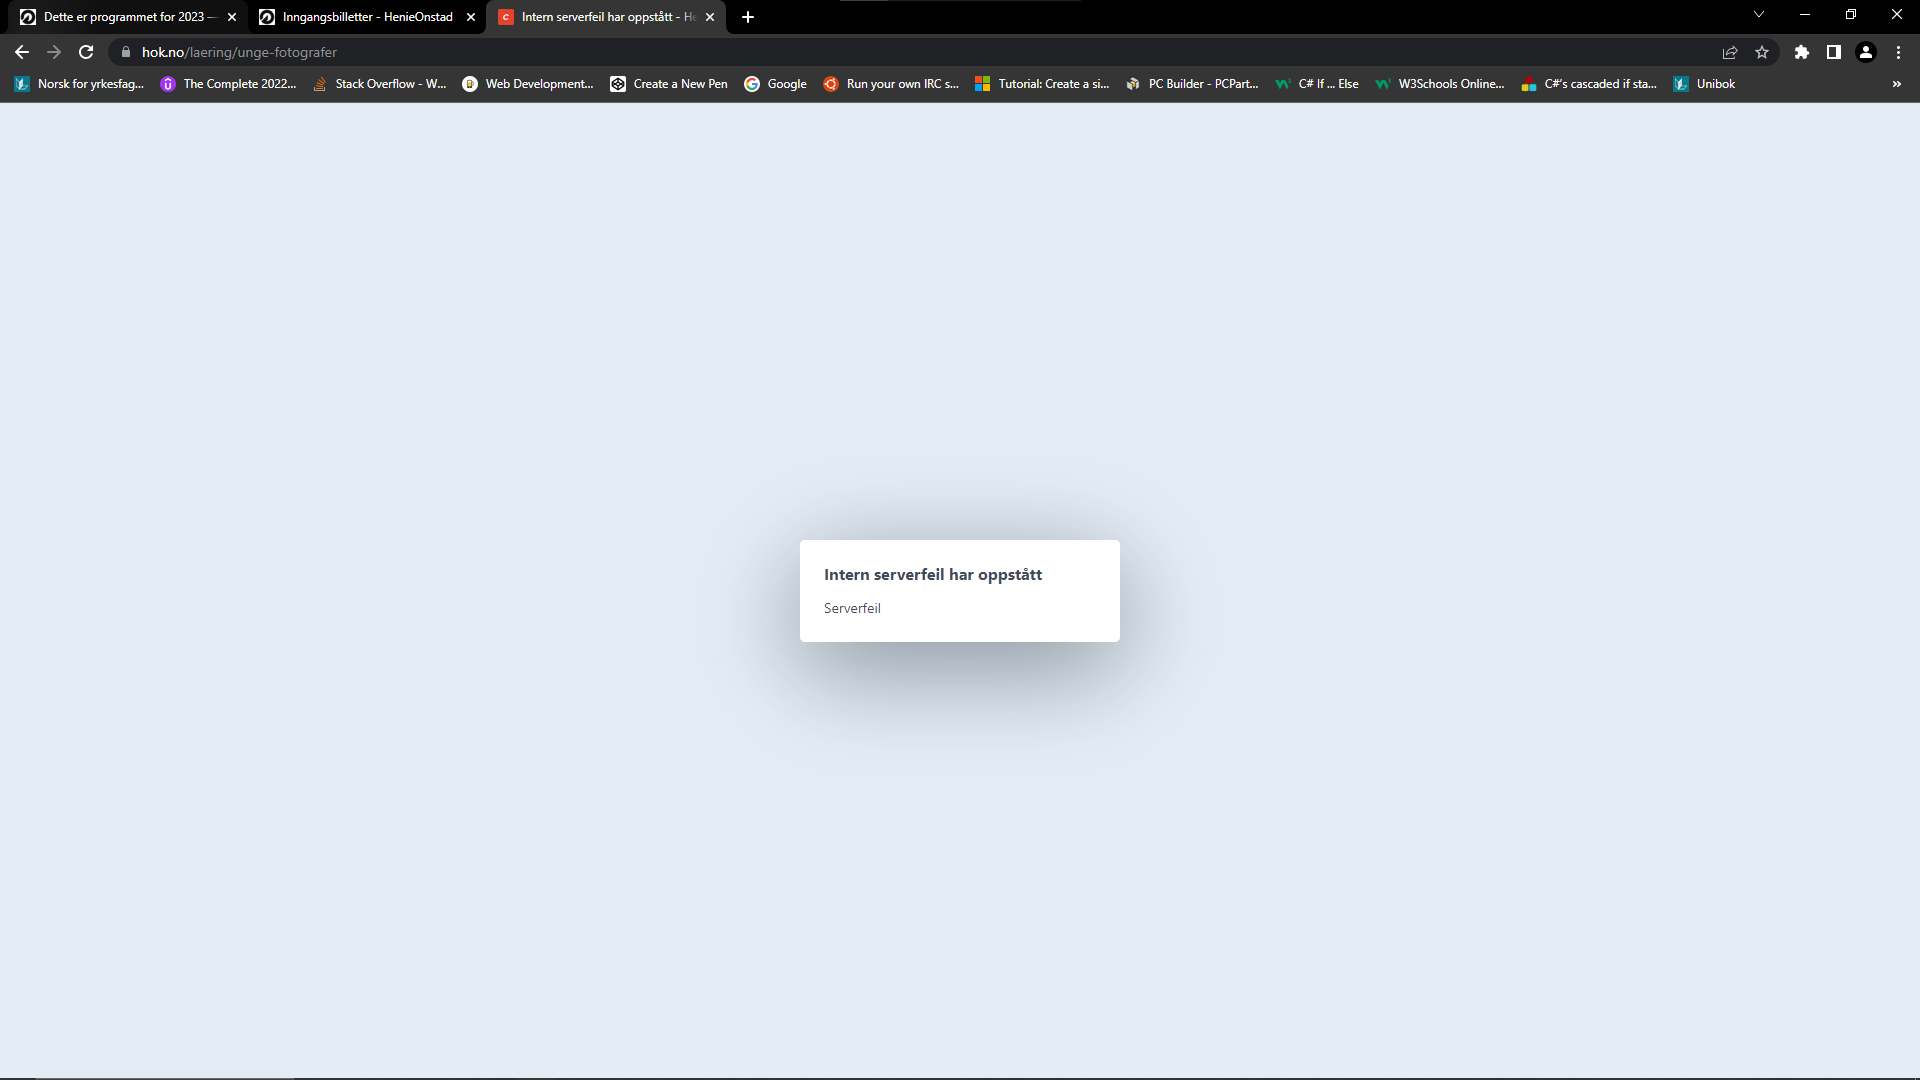 Dette er programmet for 2023 —
Inngangsbilletter - HenieOnstad
Intern serverfeil har oppstått - He
hok.no/laering/unge-fotografer
Norsk for yrkesfag...
The Complete 2022...
Stack Overflow - W...
Web Development...
Create a New Pen
Google
Run your own IRC s...
Tutorial: Create a si...
PC Builder - PCPart...
C# If ... Else
W3Schools Online...
C#'s cascaded if sta...
Unibok
»
Intern serverfeil har oppstått
Serverfeil